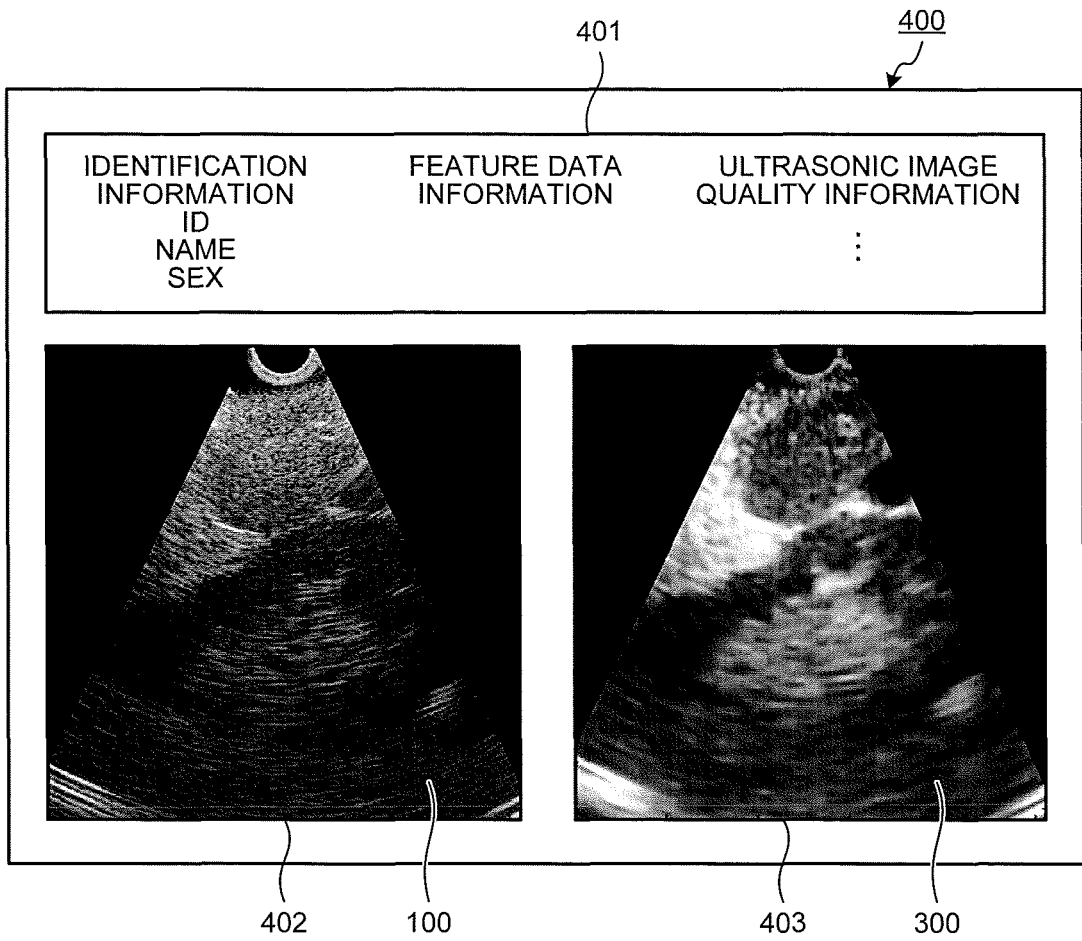 400
401
IDENTIFICATION
INFORMATION
ID
NAME
SEX
FEATURE DATA
INFORMATION
ULTRASONIC IMAGE
QUALITY INFORMATION
⋮
402
100
403
300